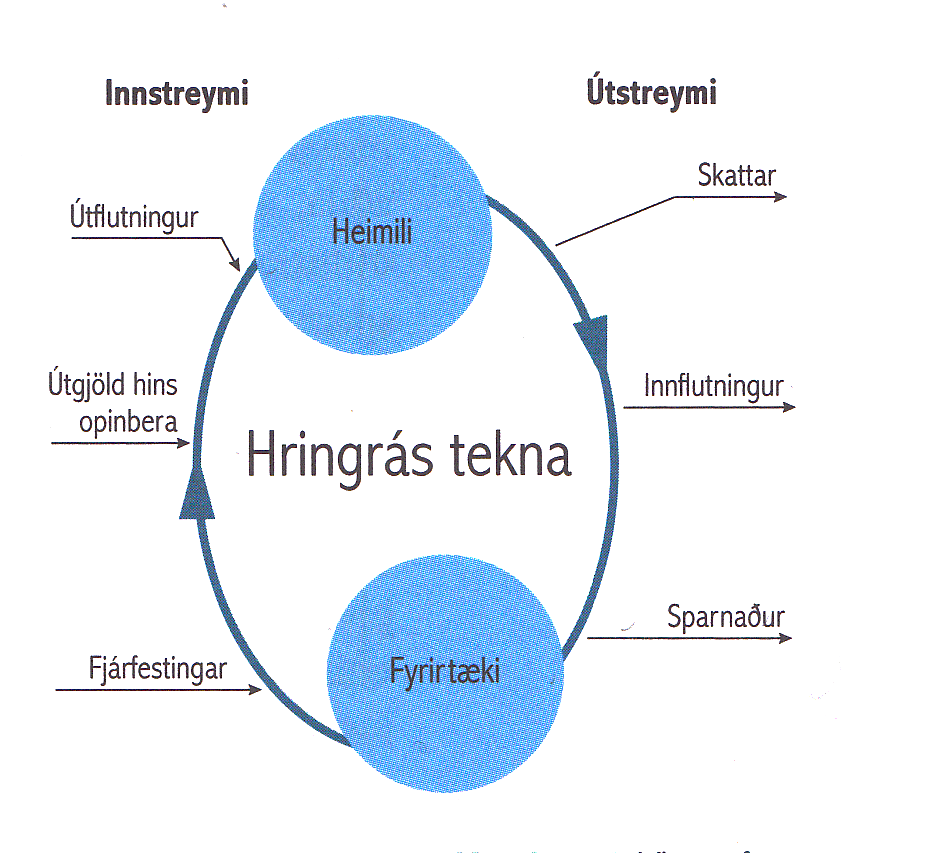 Innstreymi
Útstreymi
Skattar
Útflutningur
Heimili
Útgjöld hins
opinbera
Innflutningur
Hringrás tekna
Sparnaður
Fjárfestingar
Fyrirtæki